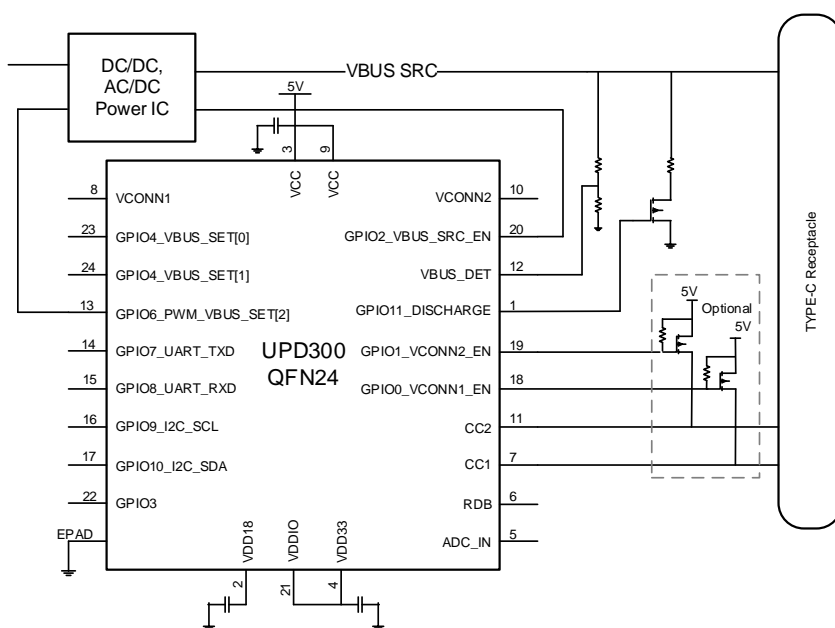 DC/DC,
AC/DC
Power IC
VBUS SRC
5V
3
9
VCC
VCC
8
VCONN1
23
GPIO4_VBUS_SET[0]
24
GPIO4_VBUS_SET[1]
13
GPIO6_PWM_VBUS_SET[2]
14
GPIO7_UART_TXD
15
GPIO8_UART_RXD
16
GPIO9_I2C_SCL
17
GPIO10_I2C_SDA
22
GPIO3
EPAD
UPD300
QFN24
VCONN2
10
GPIO2_VBUS_SRC_EN
20
VBUS_DET
12
GPIO11_DISCHARGE
1
GPIO1_VCONN2_EN
19
GPIO0_VCONN1_EN
18
CC2
11
CC1
7
RDB
6
ADC_IN
5
VDD18
VDDIO
VDD33
2
21
4
5V
Optional
5V
TYPE-C Receptacle